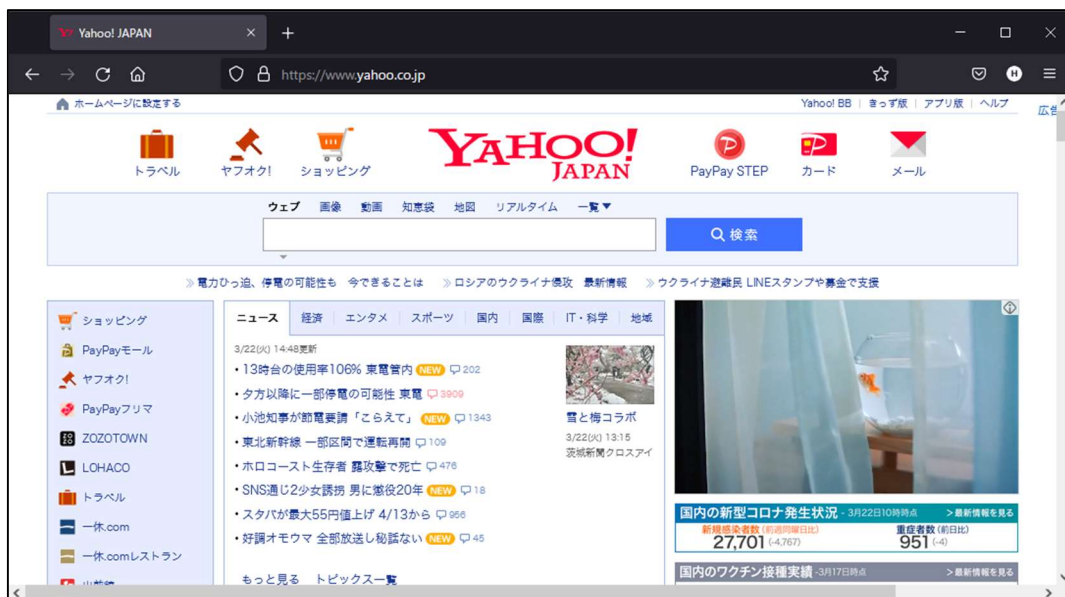 Yahoo! JAPAN
https://www.yahoo.co.jp
ホームページに設定する
Yahoo! BB きっず版 アプリ版 ヘルプ
広告
トラベル ヤフオク! ショッピング YAHOO! JAPAN PayPay STEP カード メール
ウェブ 画像 動画 知恵袋 地図 リアルタイム 一覧▼
検索
電力ひっ迫、停電の可能性も 今できることは ロシアのウクライナ侵攻 最新情報 ウクライナ避難民 LINEスタンプや募金で支援
ショッピング
PayPayモール
ヤフオク!
PayPayフリマ
ZOZOTOWN
LOHACO
トラベル
一休.com
一休.comレストラン
ニュース 経済 エンタメ スポーツ 国内 国際 IT・科学 地域
3/22(火) 14:48更新
・13時台の使用率106% 東電管内 NEW 202
・夕方以降に一部停電の可能性 東電 3909
・小池知事が節電要請「こらえて」 NEW 1343
・東北新幹線 一部区間で運転再開 109
・ホロコースト生存者 露攻撃で死亡 476
・SNS通じ2少女誘拐 男に懲役20年 NEW 18
・スタバが最大55円値上げ 4/13から 956
・好調オモウマ 全部放送し秘話ない NEW 45
もっと見る トピックス一覧
雪と梅コラボ
3/22(火) 13:15
茨城新聞クロスアイ
国内の新型コロナ発生状況 - 3月22日10時時点 >最新情報を見る
新規感染者数(前週同曜日比) 重症者数(前日比)
27,701(-4,767) 951(-4)
国内のワクチン接種実績 -3月17日時点 >最新情報を見る